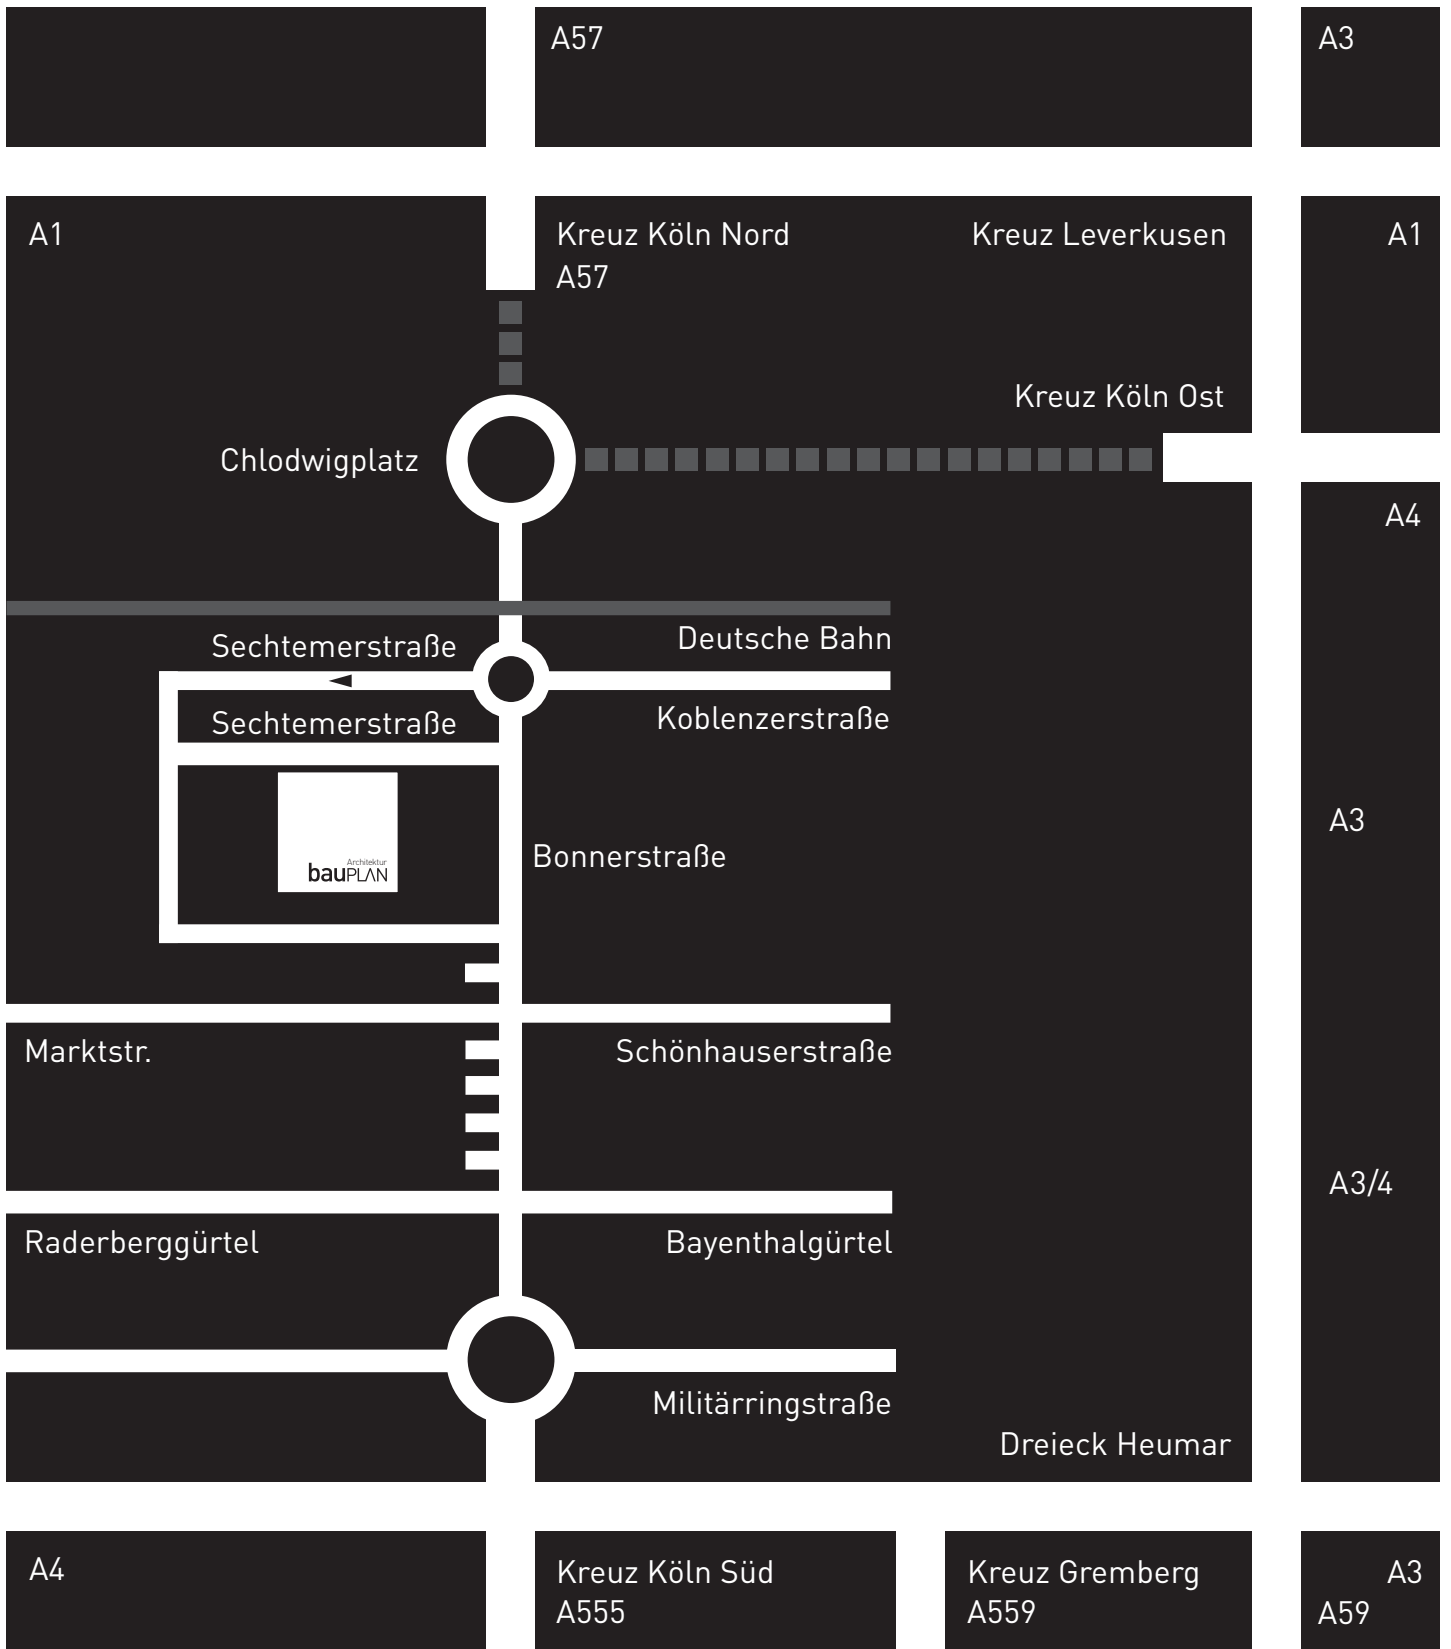 A57
A3
A1
Kreuz Köln Nord
A57
Kreuz Leverkusen
A1
Kreuz Köln Ost
Chlodwigplatz
A4
Sechtemerstraße
Deutsche Bahn
Sechtemerstraße
Koblenzerstraße
A3
Bonnerstraße
Architektur
bauPLAN
Marktstr.
Schönhauserstraße
A3/4
Raderberggürtel
Bayenthalgürtel
Militärringstraße
Dreieck Heumar
A4
Kreuz Köln Süd
A555
Kreuz Gremberg
A559
A3
A59